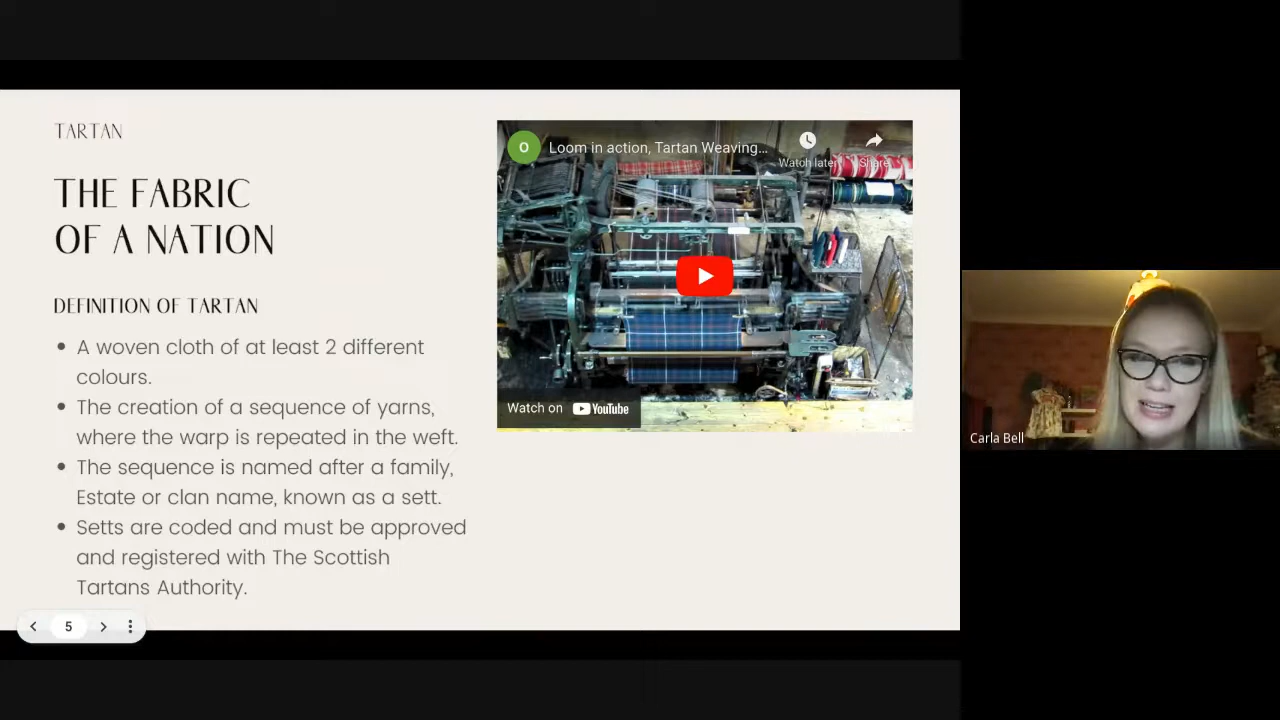 TARTAN
THE FABRIC
OF A NATION
DEFINITION OF TARTAN
A woven cloth of at least 2 different
colours.
The creation of a sequence of yarns,
where the warp is repeated in the weft.
The sequence is named after a family,
Estate or clan name, known as a sett.
Setts are coded and must be approved
and registered with The Scottish
Tartans Authority.
5
O
Loom in action, Tartan Weaving...
Watch later
Share
Watch on YouTube
Carla Bell